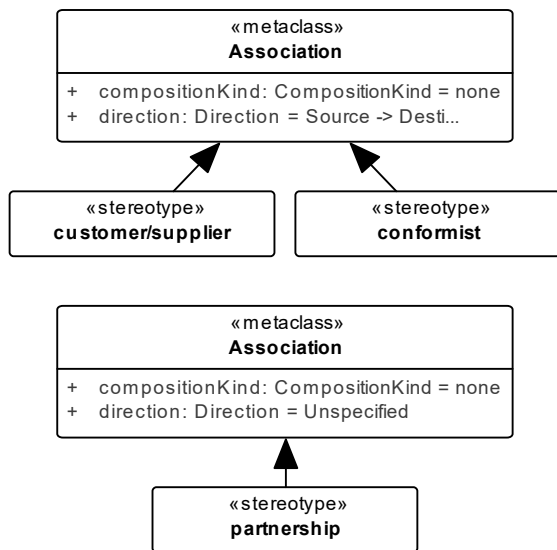 «metaclass»
Association
+ compositionKind: CompositionKind = none
+ direction: Direction = Source -> Desti...
«stereotype»
customer/supplier
«stereotype»
conformist
«metaclass»
Association
+ compositionKind: CompositionKind = none
+ direction: Direction = Unspecified
«stereotype»
partnership